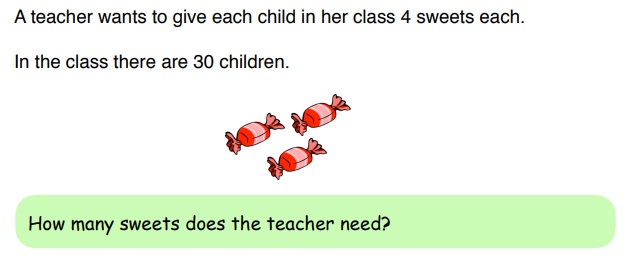 A teacher wants to give each child in her class 4 sweets each.
In the class there are 30 children.
How many sweets does the teacher need?